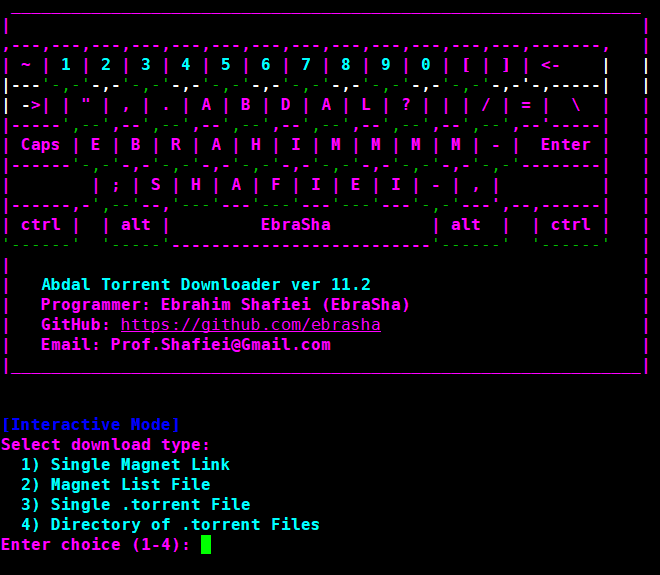 | ~ | 1 | 2 | 3 | 4 | 5 | 6 | 7 | 8 | 9 | 0 | [ | ] | <- |
| ->| | " | , | . | A | B | D | A | L | ? | | | / | = | \ |
| Caps | E | B | R | A | H | I | M | M | M | M | - | Enter |
| | ; | S | H | A | F | I | E | I | - | , | |
| ctrl | | alt | EbraSha | alt | | ctrl |
Abdal Torrent Downloader ver 11.2
Programmer: Ebrahim Shafiei (EbraSha)
GitHub: https://github.com/ebrasha
Email: Prof.Shafiei@Gmail.com
[Interactive Mode]
Select download type:
1) Single Magnet Link
2) Magnet List File
3) Single .torrent File
4) Directory of .torrent Files
Enter choice (1-4):